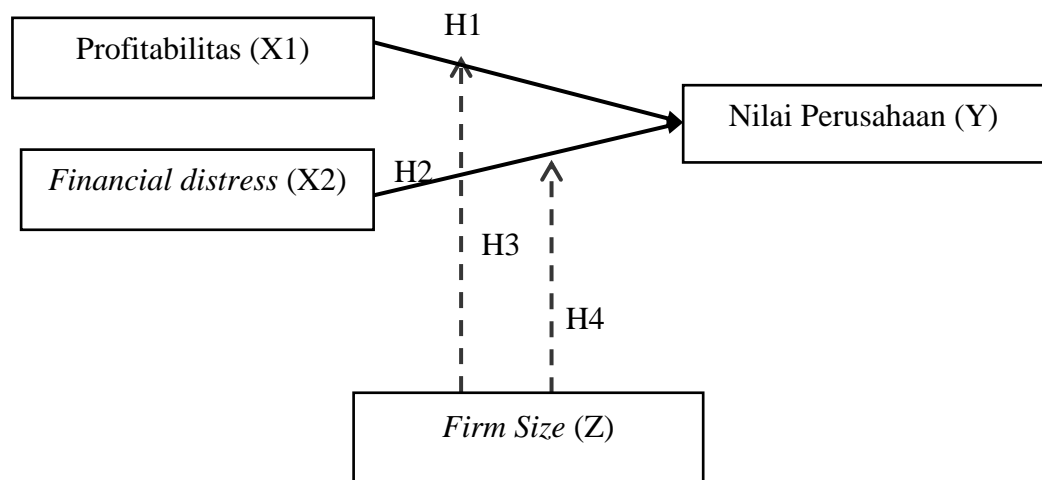 H1
Profitabilitas (X1)
Nilai Perusahaan (Y)
Financial distress (X2)
H2
H3
H4
Firm Size (Z)